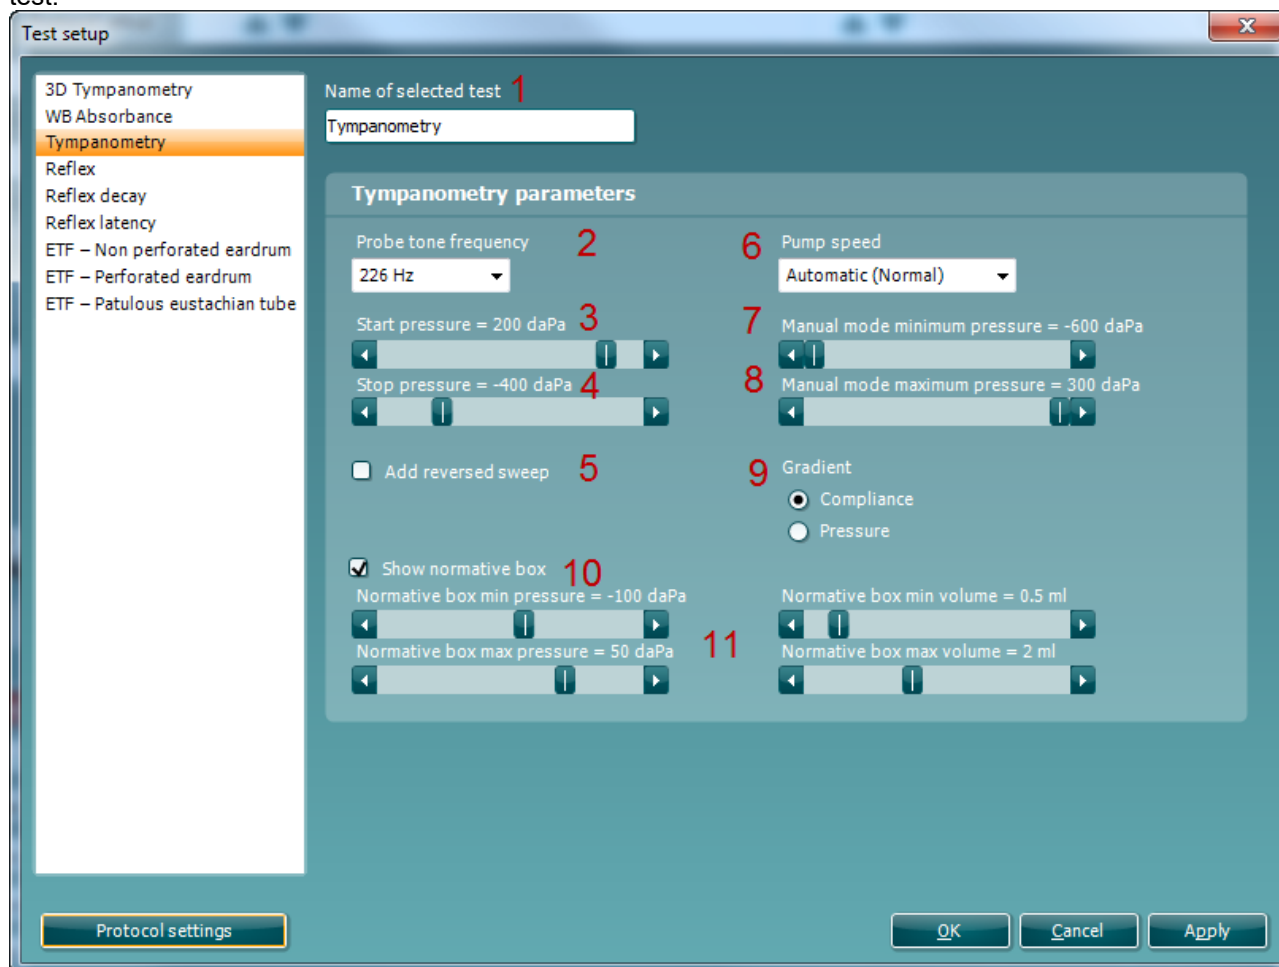 test.
Test setup
3D Tympanometry
WB Absorbance
Tympanometry
Reflex
Reflex decay
Reflex latency
ETF – Non perforated eardrum
ETF – Perforated eardrum
ETF – Patulous eustachian tube
Name of selected test 1
Tympanometry
Tympanometry parameters
Probe tone frequency 2
226 Hz
Start pressure = 200 daPa 3
Stop pressure = -400 daPa 4
Add reversed sweep 5
6 Pump speed
Automatic (Normal)
7 Manual mode minimum pressure = -600 daPa
8 Manual mode maximum pressure = 300 daPa
9 Gradient
Compliance
Pressure
Show normative box 10
Normative box min pressure = -100 daPa
Normative box max pressure = 50 daPa
11
Normative box min volume = 0.5 ml
Normative box max volume = 2 ml
Protocol settings
OK
Cancel
Apply